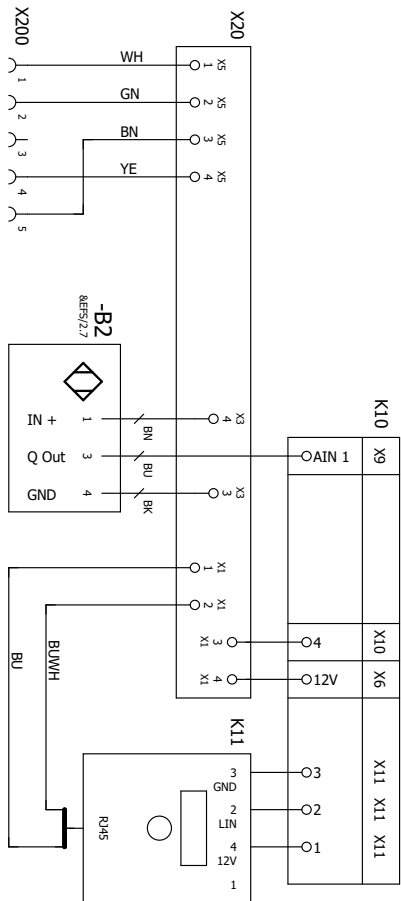 X200
1
2
3
4
5
WH
GN
BN
YE
X20
1 X5
2 X5
3 X5
4 X5
-B2
&EFS/2.7
IN + 1
Q Out 3
GND 4
BN
BU
BK
4 X3
3 X3
1 X1
2 X1
X1 3
X1 4
BU
BUWH
K10
AIN 1 X9
4 X10
12V X6
3 X11
2 X11
1 X11
K11
3
GND
2
LIN
4
12V
1
RJ45